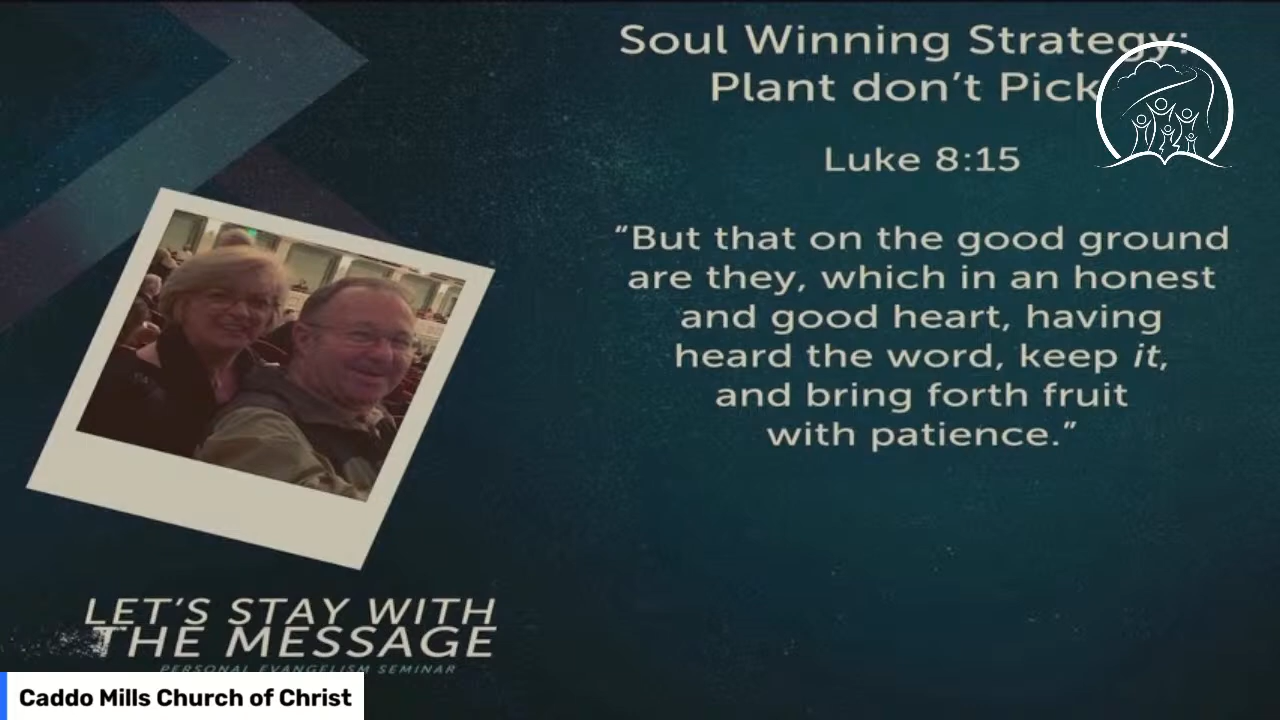 Soul Winning Strategy:
Plant don't Pick
Luke 8:15
“But that on the good ground
are they, which in an honest
and good heart, having
heard the word, keep it,
and bring forth fruit
with patience.”
LET'S STAY WITH
THE MESSAGE
PERSONAL EVANGELISM SEMINAR
Caddo Mills Church of Christ